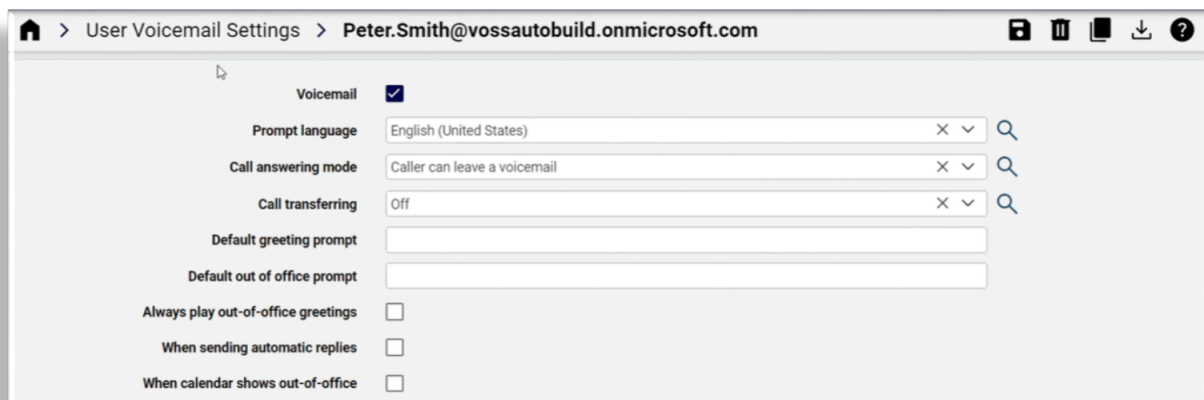 User Voicemail Settings > Peter.Smith@vossautobuild.onmicrosoft.com
Voicemail
Prompt language English (United States)
Call answering mode Caller can leave a voicemail
Call transferring Off
Default greeting prompt
Default out of office prompt
Always play out-of-office greetings
When sending automatic replies
When calendar shows out-of-office